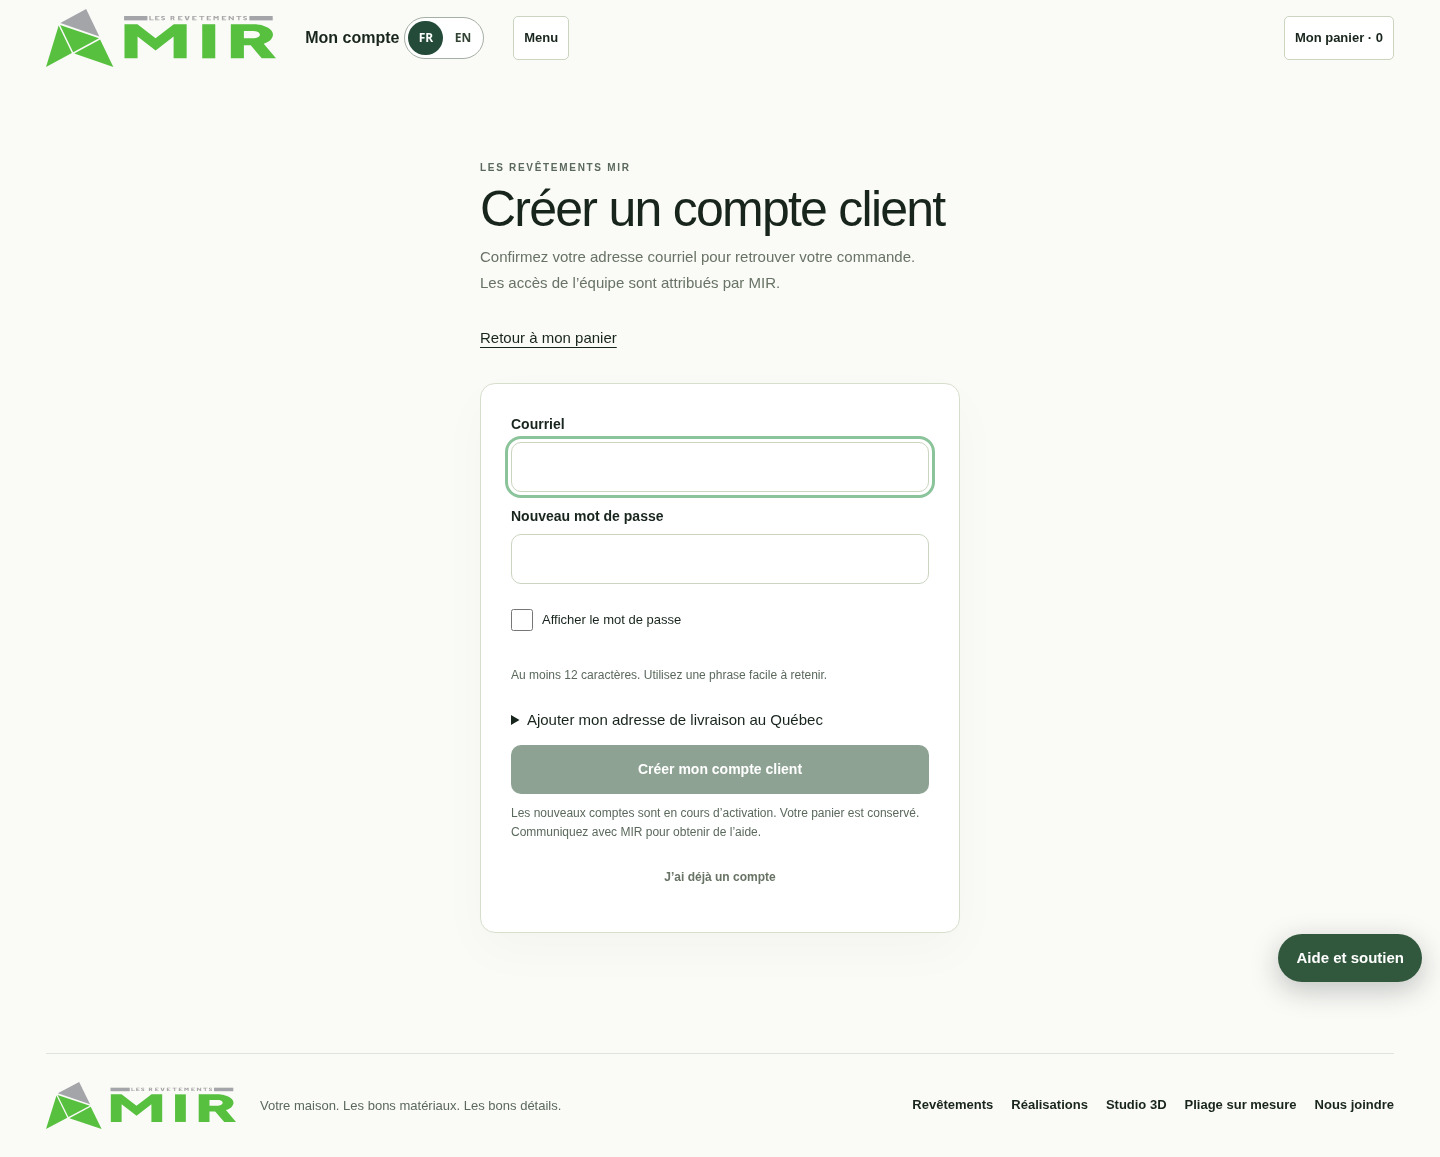 LES REVETEMENTS
MIR
Mon compte
FR EN
Menu
Mon panier · 0
LES REVÊTEMENTS MIR
Créer un compte client
Confirmez votre adresse courriel pour retrouver votre commande.
Les accès de l’équipe sont attribués par MIR.
Retour à mon panier
Courriel
Nouveau mot de passe
Afficher le mot de passe
Au moins 12 caractères. Utilisez une phrase facile à retenir.
Ajouter mon adresse de livraison au Québec
Créer mon compte client
Les nouveaux comptes sont en cours d’activation. Votre panier est conservé.
Communiquez avec MIR pour obtenir de l’aide.
J’ai déjà un compte
Aide et soutien
LES REVETEMENTS
MIR
Votre maison. Les bons matériaux. Les bons détails.
Revêtements Réalisations Studio 3D Pliage sur mesure Nous joindre